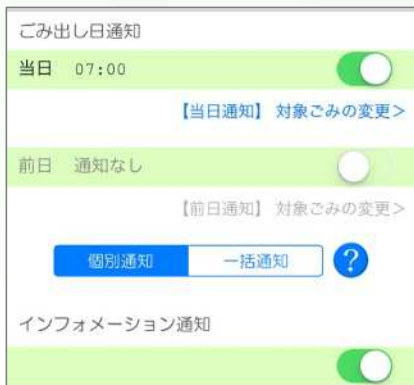 ごみ出し日通知
当日 07:00
【当日通知】 対象ごみの変更＞
前日 通知なし
【前日通知】 対象ごみの変更＞
個別通知 一括通知 ?
インフォメーション通知